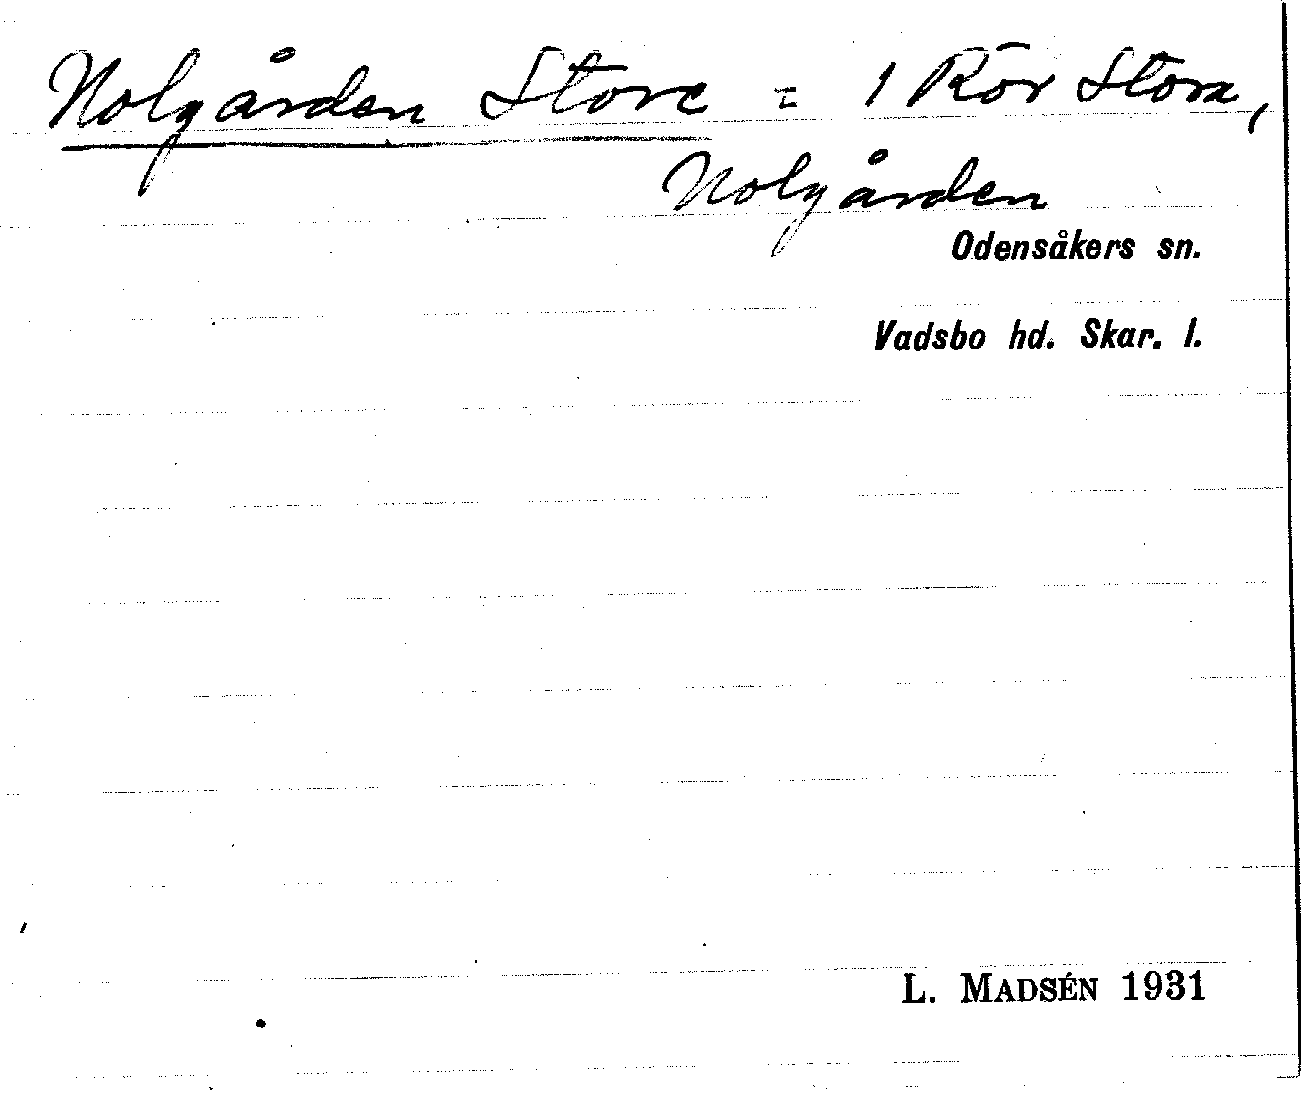 Nolgården Store = 1 Rör Stora,
Nolgården
Odensåkers sn.
Vadsbo hd. Skar. l.
L. MADSÉN 1931